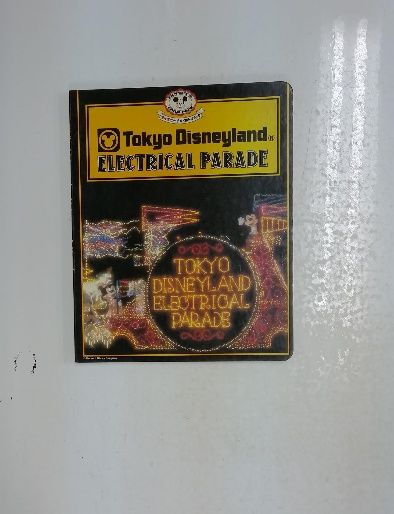 Tokyo Disneyland®
ELECTRICAL PARADE
TOKYO
DISNEYLAND
ELECTRICAL
PARADE